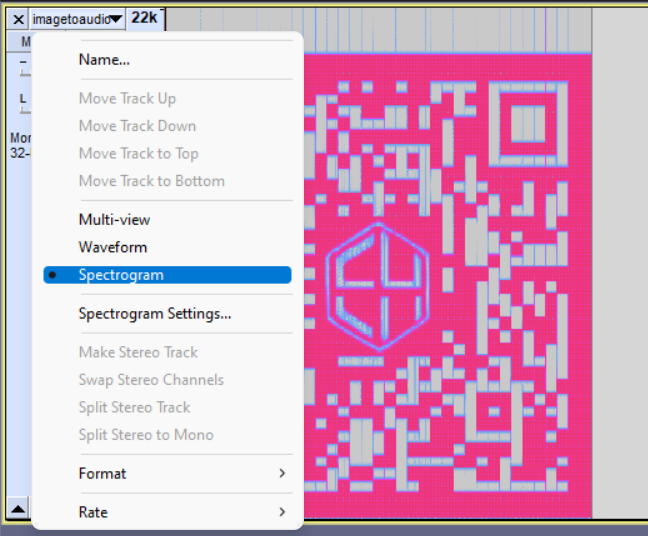 imagetoaudio
22k
M
L
Mor
32-
Name...
Move Track Up
Move Track Down
Move Track to Top
Move Track to Bottom
Multi-view
Waveform
Spectrogram
Spectrogram Settings...
Make Stereo Track
Swap Stereo Channels
Split Stereo Track
Split Stereo to Mono
Format
Rate